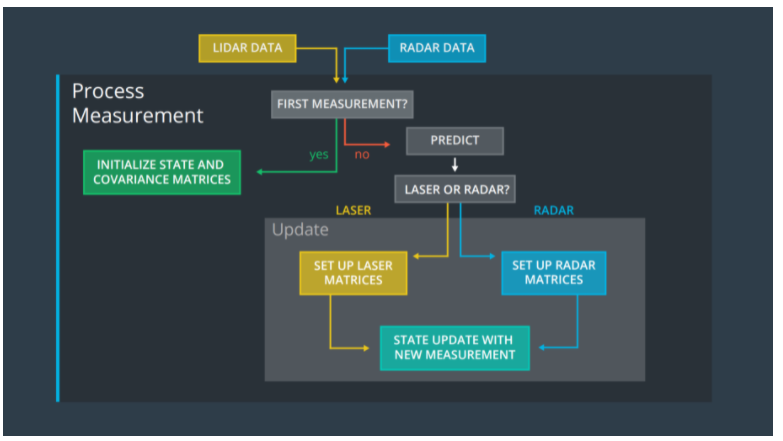 LIDAR DATA
RADAR DATA
Process
Measurement
FIRST MEASUREMENT?
yes
no
PREDICT
INITIALIZE STATE AND
COVARIANCE MATRICES
LASER OR RADAR?
LASER
RADAR
Update
SET UP LASER
MATRICES
SET UP RADAR
MATRICES
STATE UPDATE WITH
NEW MEASUREMENT